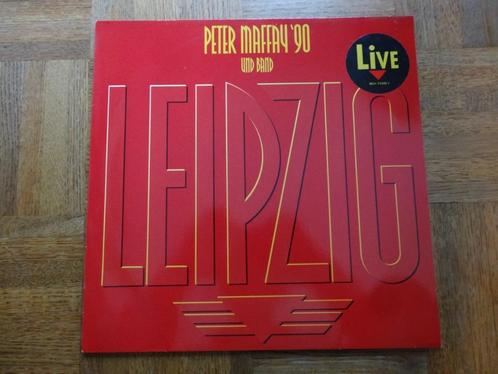 PETER MAFFAY '90
UND BAND
Live
LEIPZIG